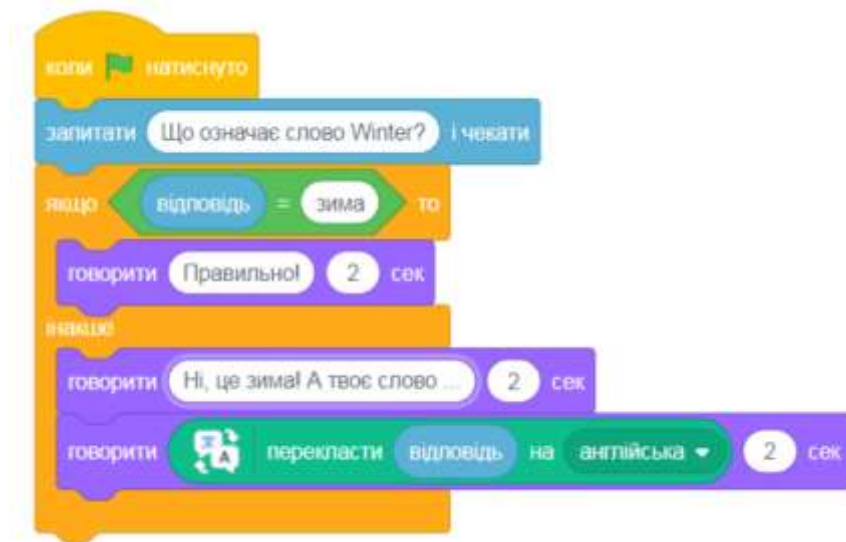 коли натиснуто
запитати Що означає слово Winter? і чекати
якщо відповідь = зима то
говорити Правильно! 2 сек
інакше
говорити Ні, це зима! А твоє слово ... 2 сек
говорити перекласти відповідь на англійська 2 сек